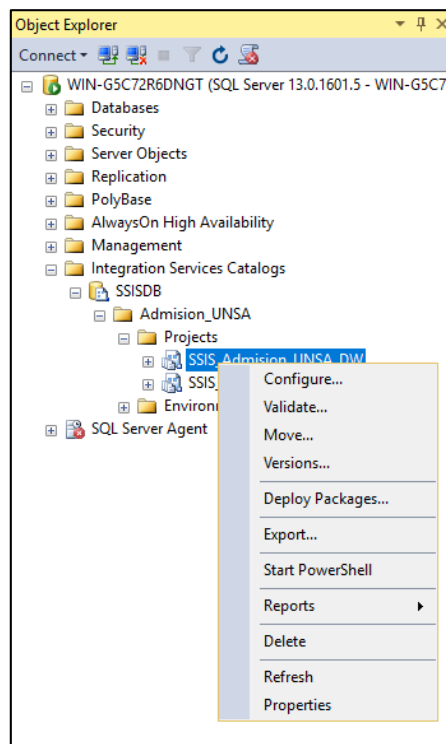 Object Explorer
Connect
WIN-G5C72R6DNGT (SQL Server 13.0.1601.5 - WIN-G5C7
Databases
Security
Server Objects
Replication
PolyBase
AlwaysOn High Availability
Management
Integration Services Catalogs
SSISDB
Admision_UNSA
Projects
SSIS_Admision_UNSA_DW
SSIS_
Environ
SQL Server Agent
Configure...
Validate...
Move...
Versions...
Deploy Packages...
Export...
Start PowerShell
Reports
Delete
Refresh
Properties